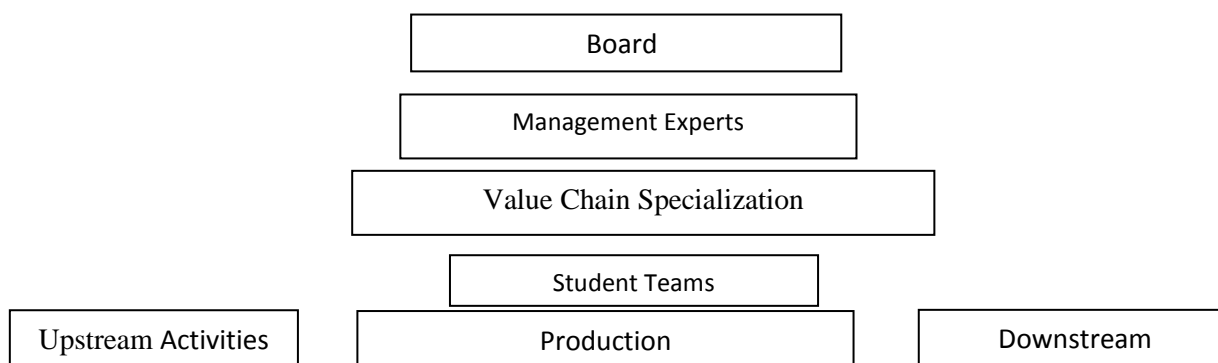 Board
Management Experts
Value Chain Specialization
Student Teams
Upstream Activities
Production
Downstream